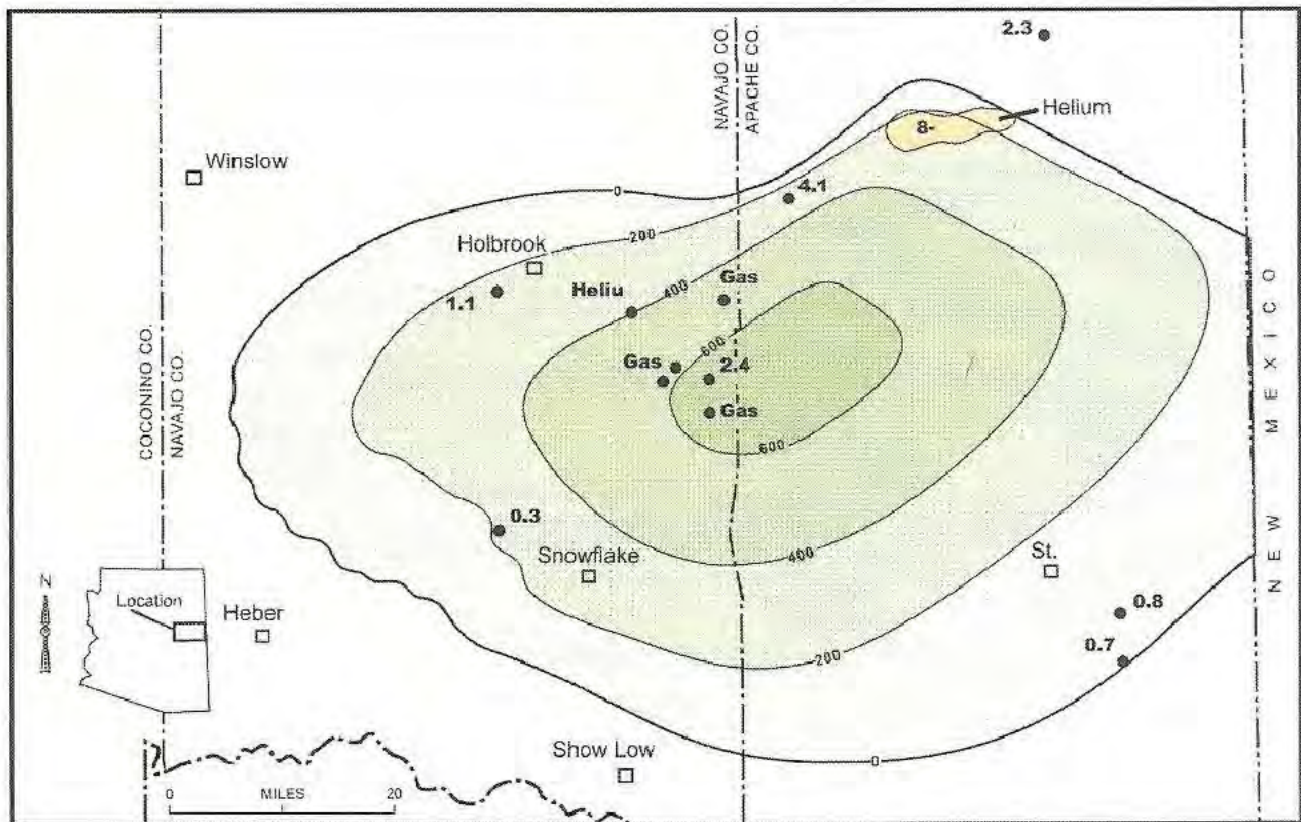 2.3
NAVAJO CO.
APACHE CO.
Helium
8-
Winslow
0
4.1
200
Holbrook
400
Gas
1.1
Heliu
600
Gas
2.4
Gas
COCONINO CO.
NAVAJO CO.
NEW MEXICO
600
0.3
Snowflake
400
St.
N
Location
Heber
0.8
0.7
200
Show Low
0
0 MILES 20